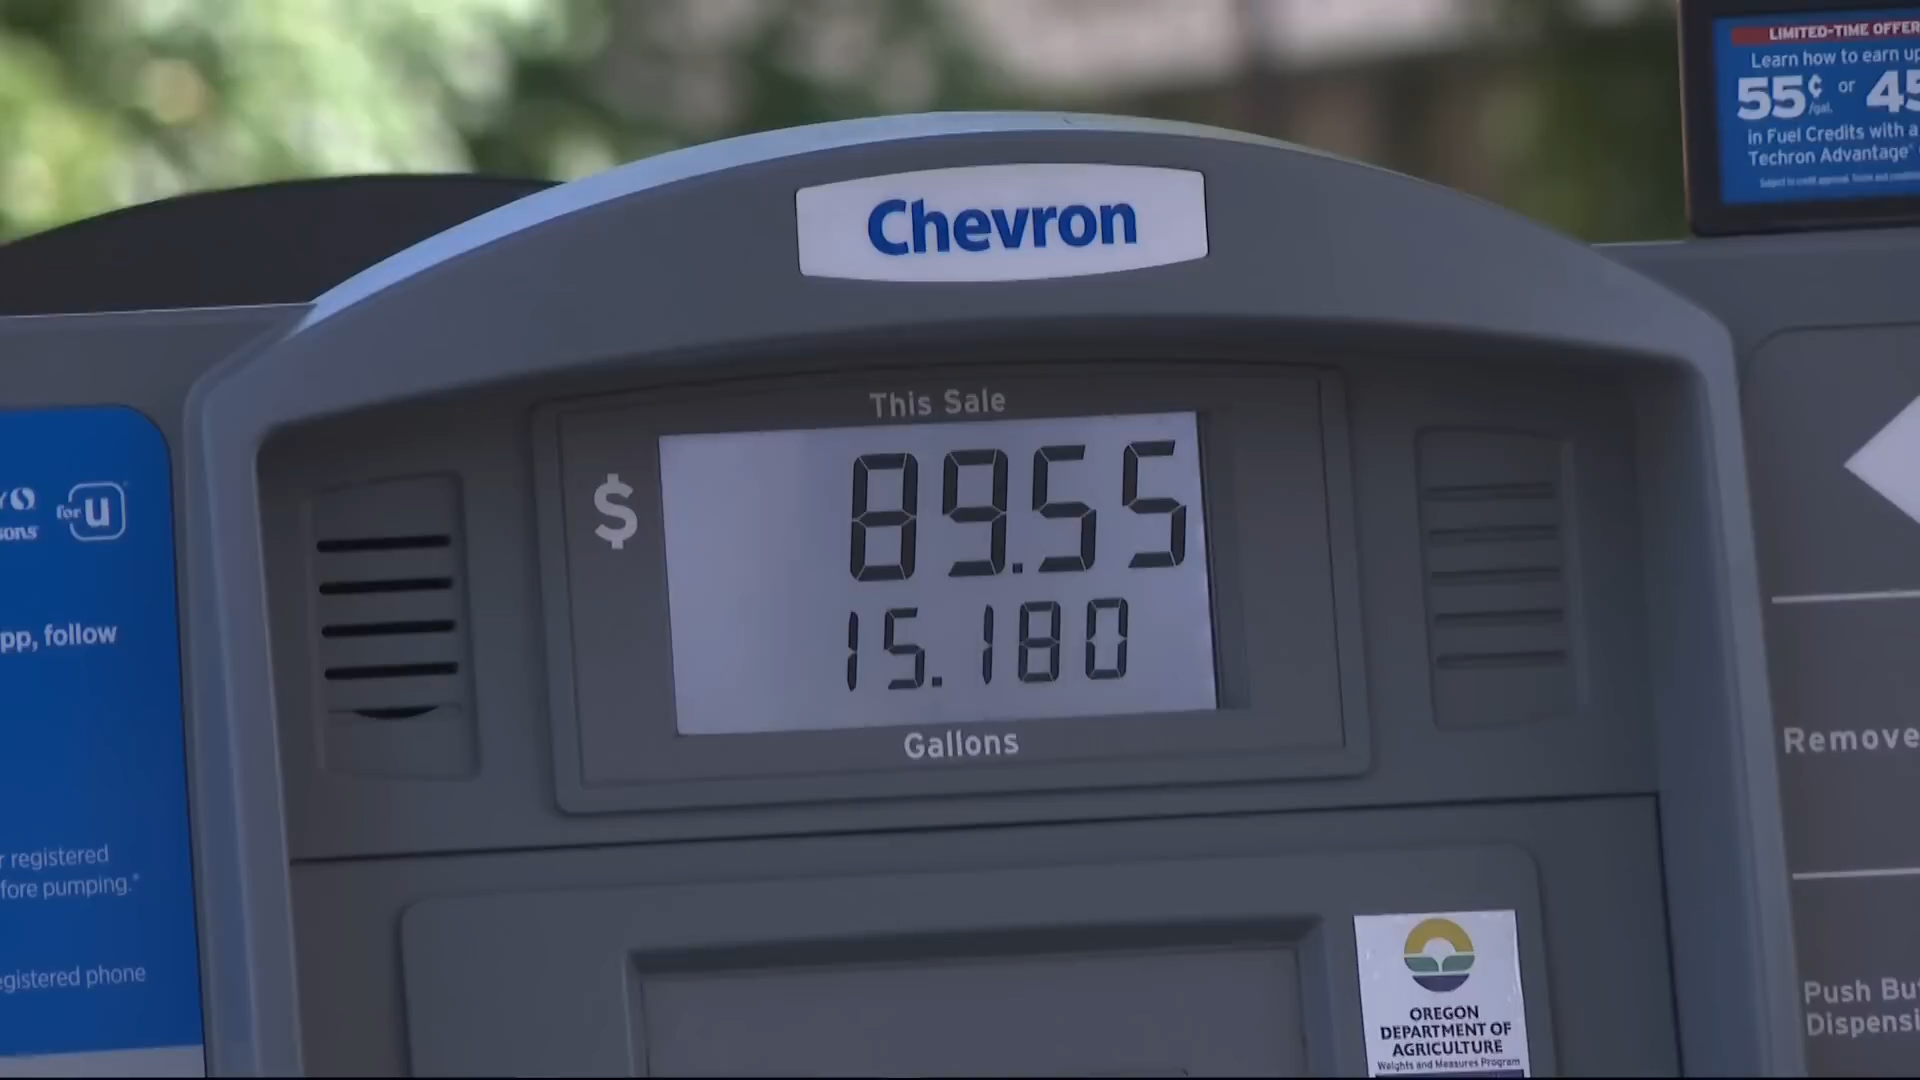 LIMITED-TIME OFFER
Learn how to earn up
55¢ /gal. or 45
in Fuel Credits with a
Techron Advantage
Chevron
This Sale
$ 89.55
15.180
Gallons
for U
pp, follow
r registered
fore pumping.*
egistered phone
Remove
Push Bu
Dispensi
OREGON
DEPARTMENT OF
AGRICULTURE
Weights and Measures Program